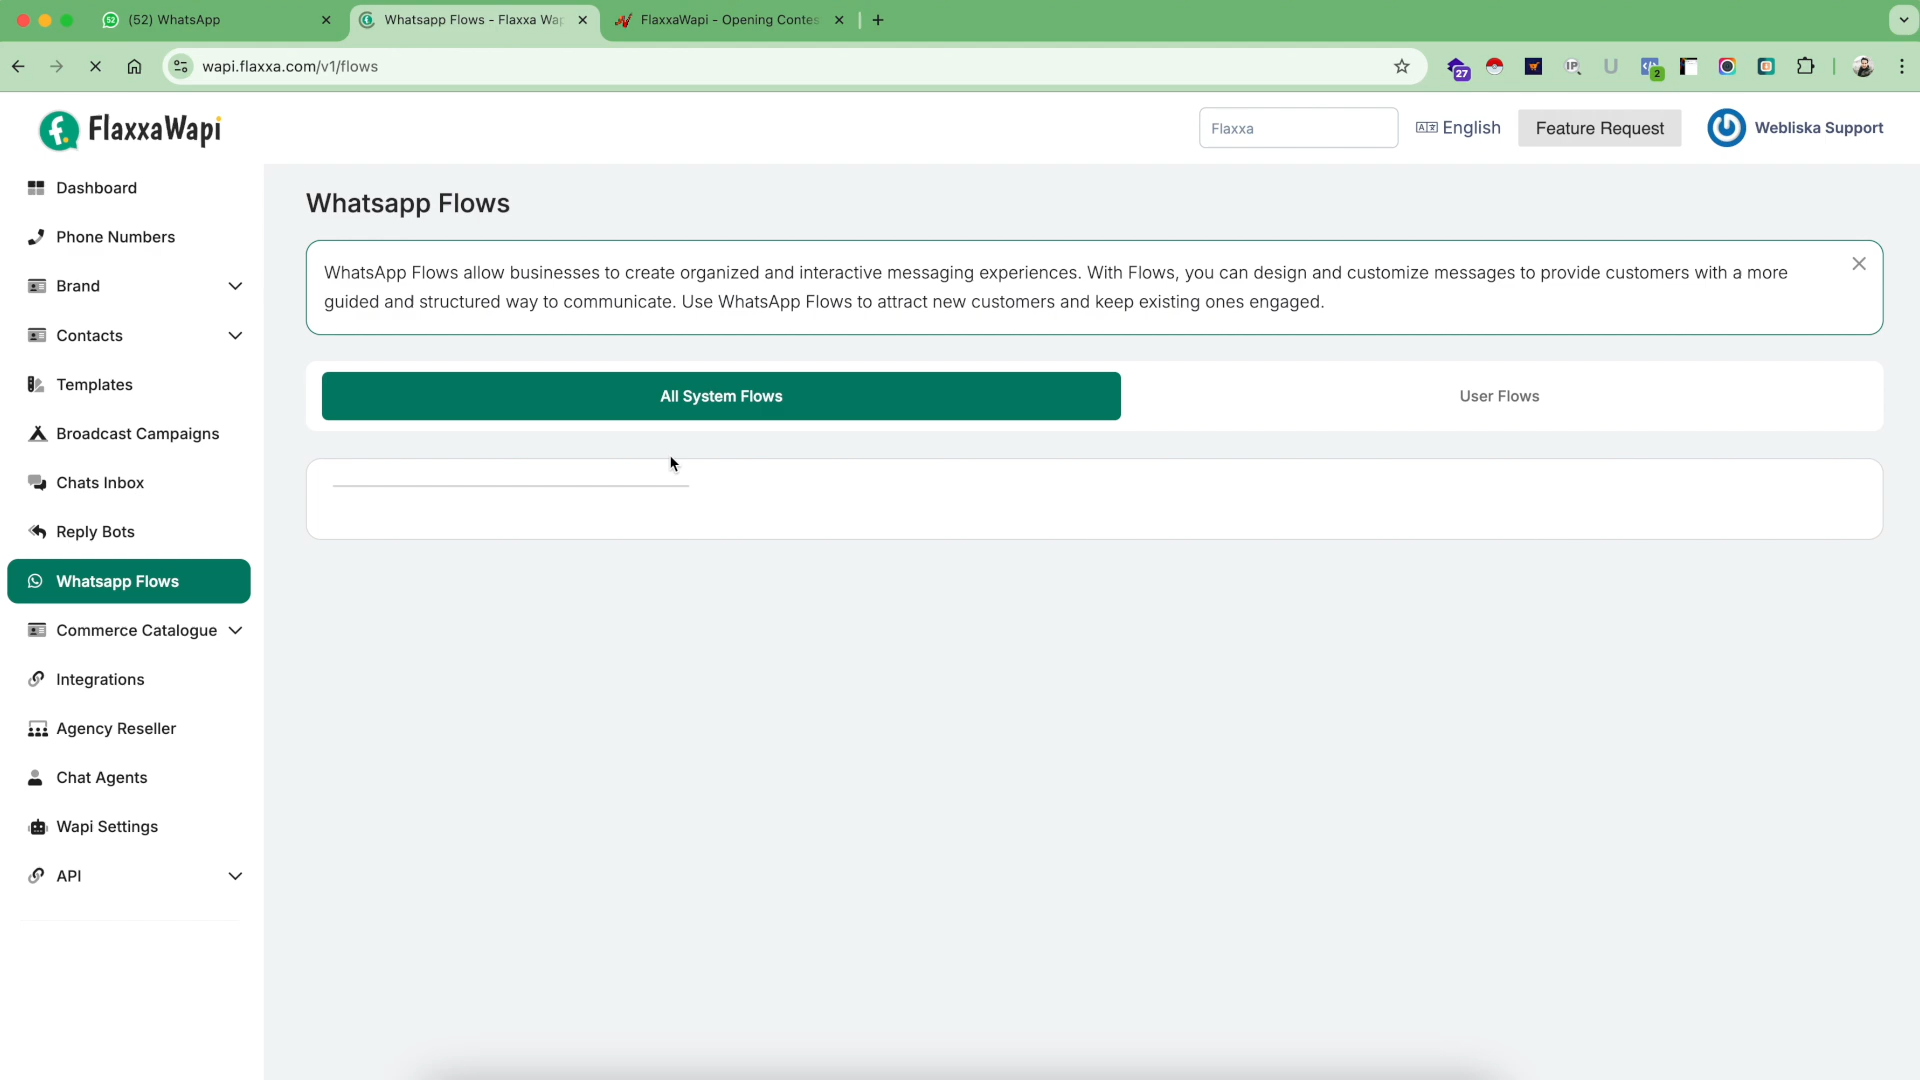 (52) WhatsApp
Whatsapp Flows - Flaxxa Wap
FlaxxaWapi - Opening Contes
wapi.flaxxa.com/v1/flows
27
2
FlaxxaWapi
Flaxxa
English
Feature Request
Webliska Support
Dashboard
Phone Numbers
Brand
Contacts
Templates
Broadcast Campaigns
Chats Inbox
Reply Bots
Whatsapp Flows
Commerce Catalogue
Integrations
Agency Reseller
Chat Agents
Wapi Settings
API
Whatsapp Flows
WhatsApp Flows allow businesses to create organized and interactive messaging experiences. With Flows, you can design and customize messages to provide customers with a more
guided and structured way to communicate. Use WhatsApp Flows to attract new customers and keep existing ones engaged.
All System Flows
User Flows